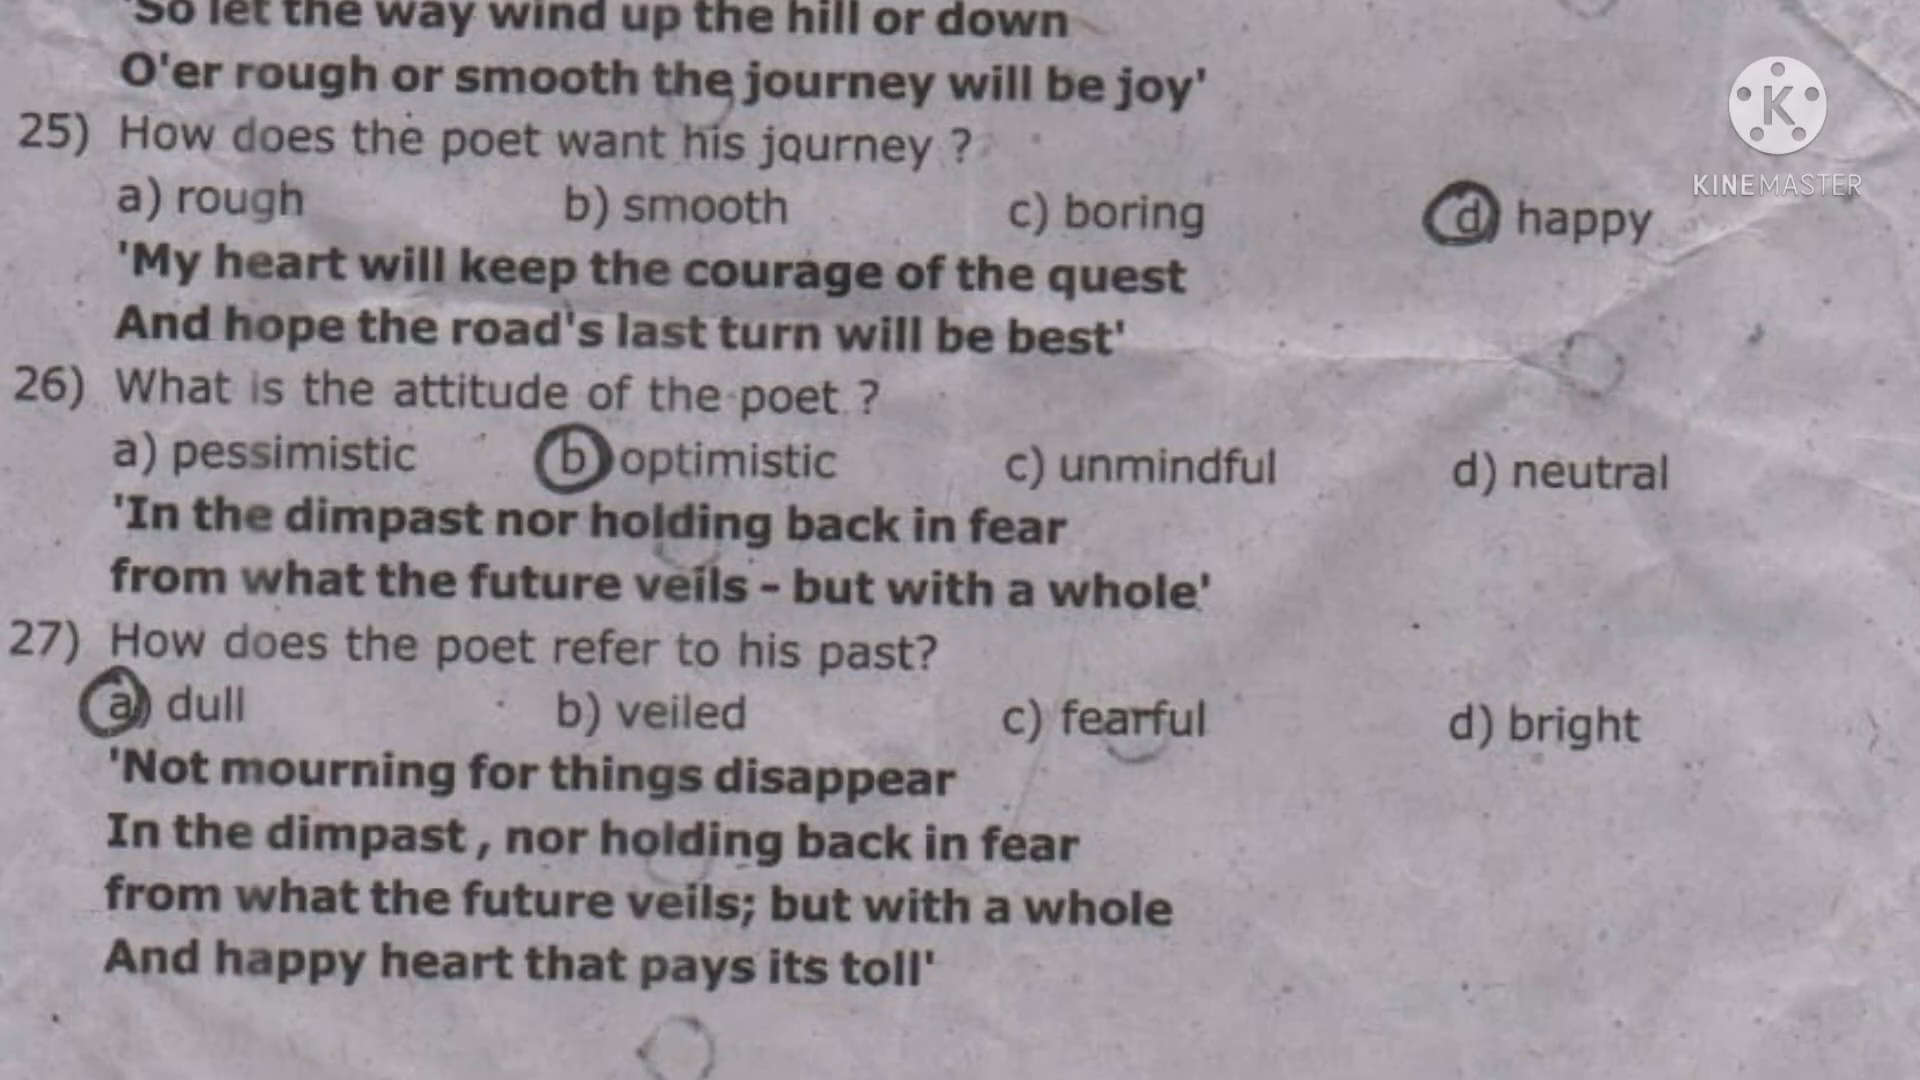 'So let the way wind up the hill or down
O'er rough or smooth the journey will be joy'
25) How does the poet want his journey ?
a) rough b) smooth c) boring d) happy
'My heart will keep the courage of the quest
And hope the road's last turn will be best'
26) What is the attitude of the poet ?
a) pessimistic b) optimistic c) unmindful d) neutral
'In the dimpast nor holding back in fear
from what the future veils - but with a whole'
27) How does the poet refer to his past?
a) dull b) veiled c) fearful d) bright
'Not mourning for things disappear
In the dimpast , nor holding back in fear
from what the future veils; but with a whole
And happy heart that pays its toll'
K
KINEMASTER